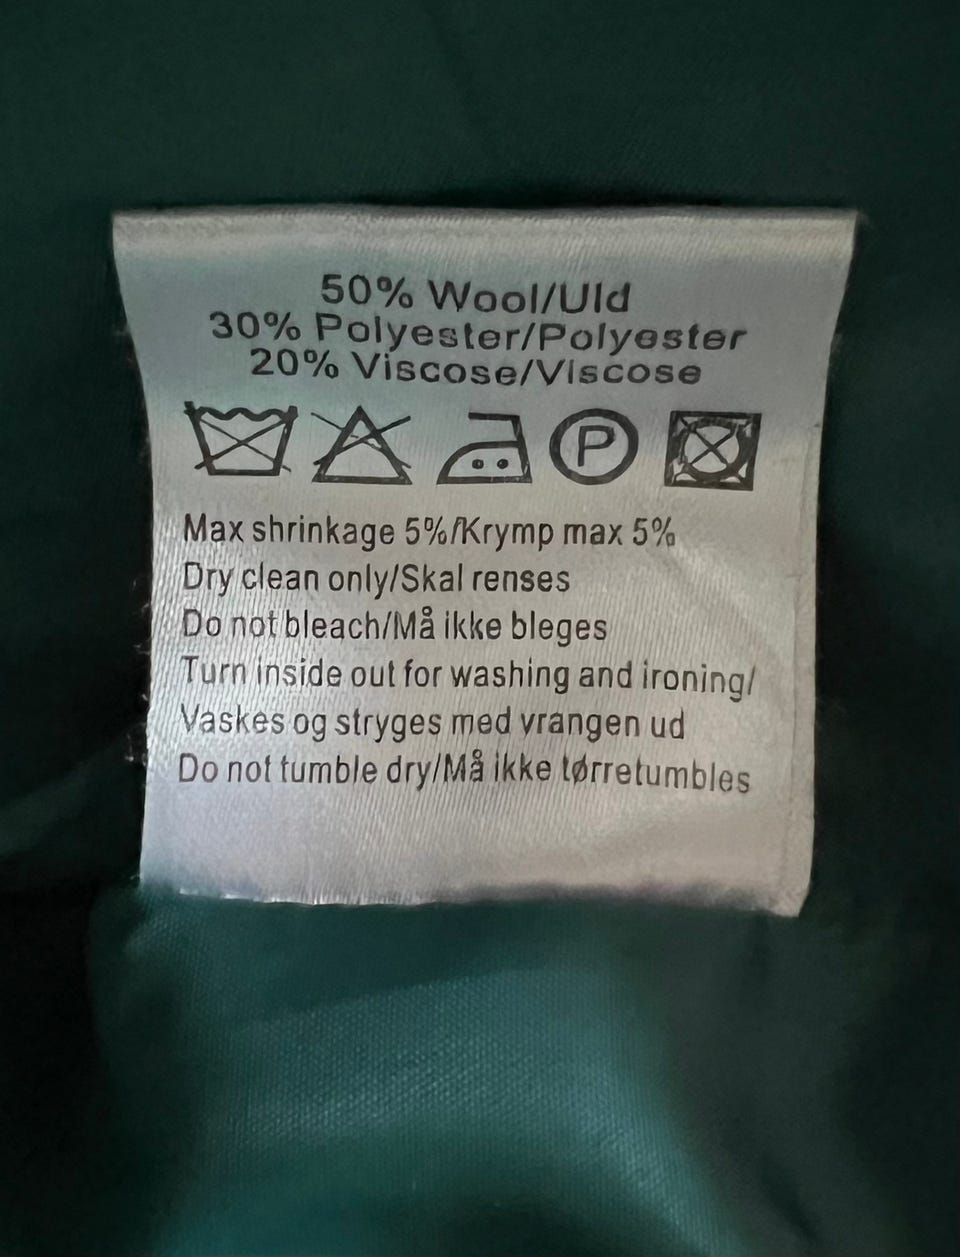 50% Wool/Uld
30% Polyester/Polyester
20% Viscose/Viscose
P
Max shrinkage 5%/Krymp max 5%
Dry clean only/Skal renses
Do not bleach/Må ikke bleges
Turn inside out for washing and ironing/
Vaskes og stryges med vrangen ud
Do not tumble dry/Må ikke tørretumbles